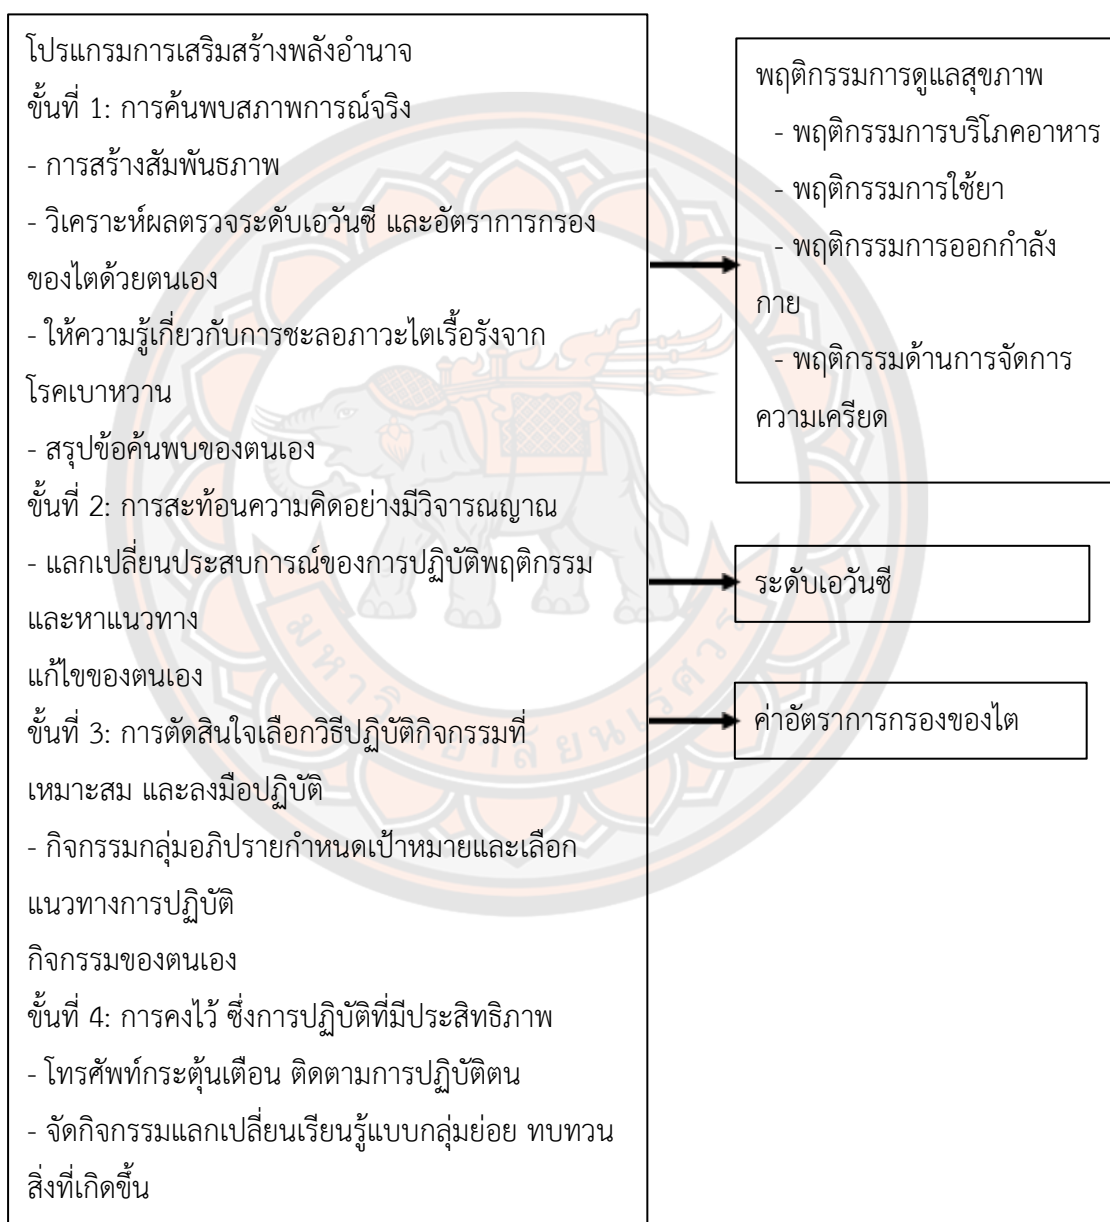 โปรแกรมการเสริมสร้างพลังอำนาจ
ขั้นที่ 1: การค้นพบสภาพการณ์จริง
- การสร้างสัมพันธภาพ
- วิเคราะห์ผลตรวจระดับเอวันซี และอัตราการกรอง
ของไตด้วยตนเอง
- ให้ความรู้เกี่ยวกับการชะลอภาวะไตเรื้อรังจาก
โรคเบาหวาน
- สรุปข้อค้นพบของตนเอง
ขั้นที่ 2: การสะท้อนความคิดอย่างมีวิจารณญาณ
- แลกเปลี่ยนประสบการณ์ของการปฏิบัติพฤติกรรม
และหาแนวทาง
แก้ไขของตนเอง
ขั้นที่ 3: การตัดสินใจเลือกวิธีปฏิบัติกิจกรรมที่
เหมาะสม และลงมือปฏิบัติ
- กิจกรรมกลุ่มอภิปรายกำหนดเป้าหมายและเลือก
แนวทางการปฏิบัติ
กิจกรรมของตนเอง
ขั้นที่ 4: การคงไว้ ซึ่งการปฏิบัติที่มีประสิทธิภาพ
- โทรศัพท์กระตุ้นเตือน ติดตามการปฏิบัติตน
- จัดกิจกรรมแลกเปลี่ยนเรียนรู้แบบกลุ่มย่อย ทบทวน
สิ่งที่เกิดขึ้น
พฤติกรรมการดูแลสุขภาพ
- พฤติกรรมการบริโภคอาหาร
- พฤติกรรมการใช้ยา
- พฤติกรรมการออกกำลัง
กาย
- พฤติกรรมด้านการจัดการ
ความเครียด
ระดับเอวันซี
ค่าอัตราการกรองของไต
มหาวิทยาลัยนเรศวร